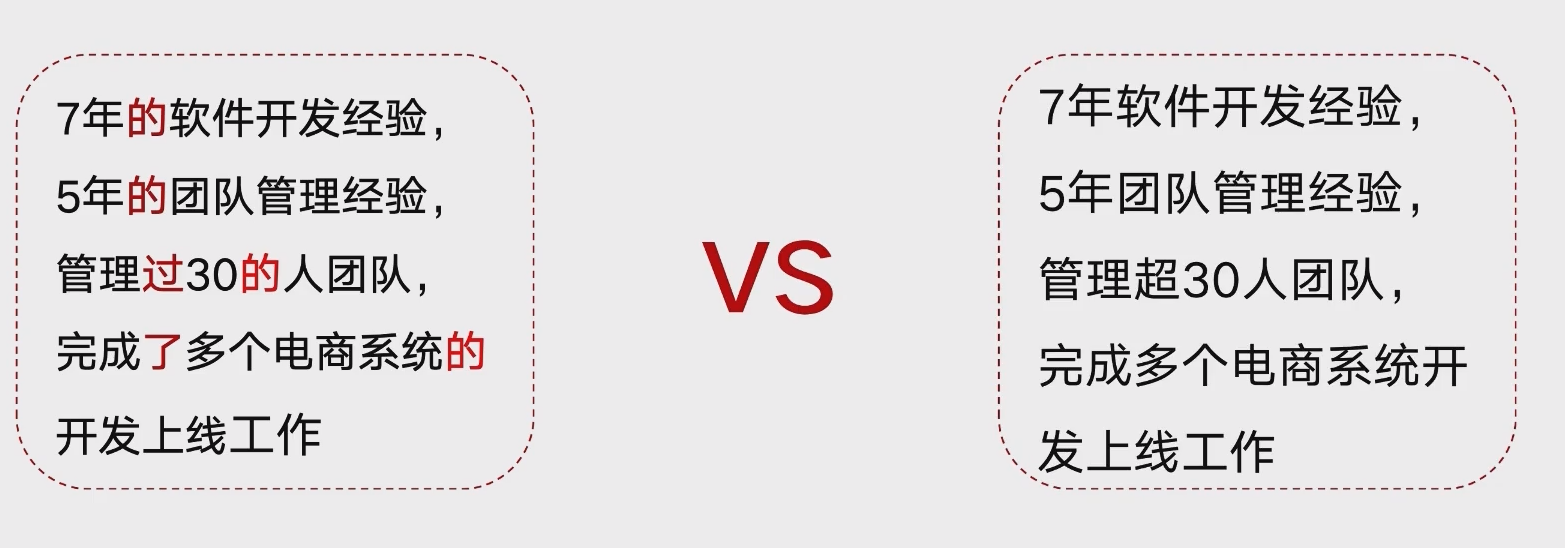 7年的软件开发经验，
5年的团队管理经验，
管理过30的人团队，
完成了多个电商系统的
开发上线工作
VS
7年软件开发经验，
5年团队管理经验，
管理超30人团队，
完成多个电商系统开
发上线工作